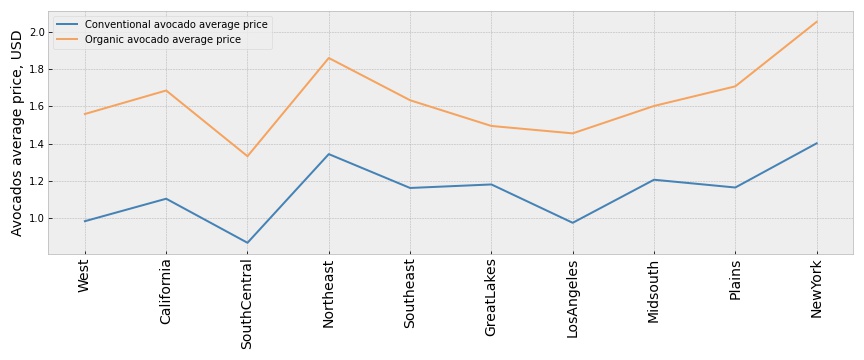 Conventional avocado average price
Organic avocado average price
Avocados average price, USD
2.0
1.8
1.6
1.4
1.2
1.0
West
California
SouthCentral
Northeast
Southeast
GreatLakes
LosAngeles
Midsouth
Plains
NewYork